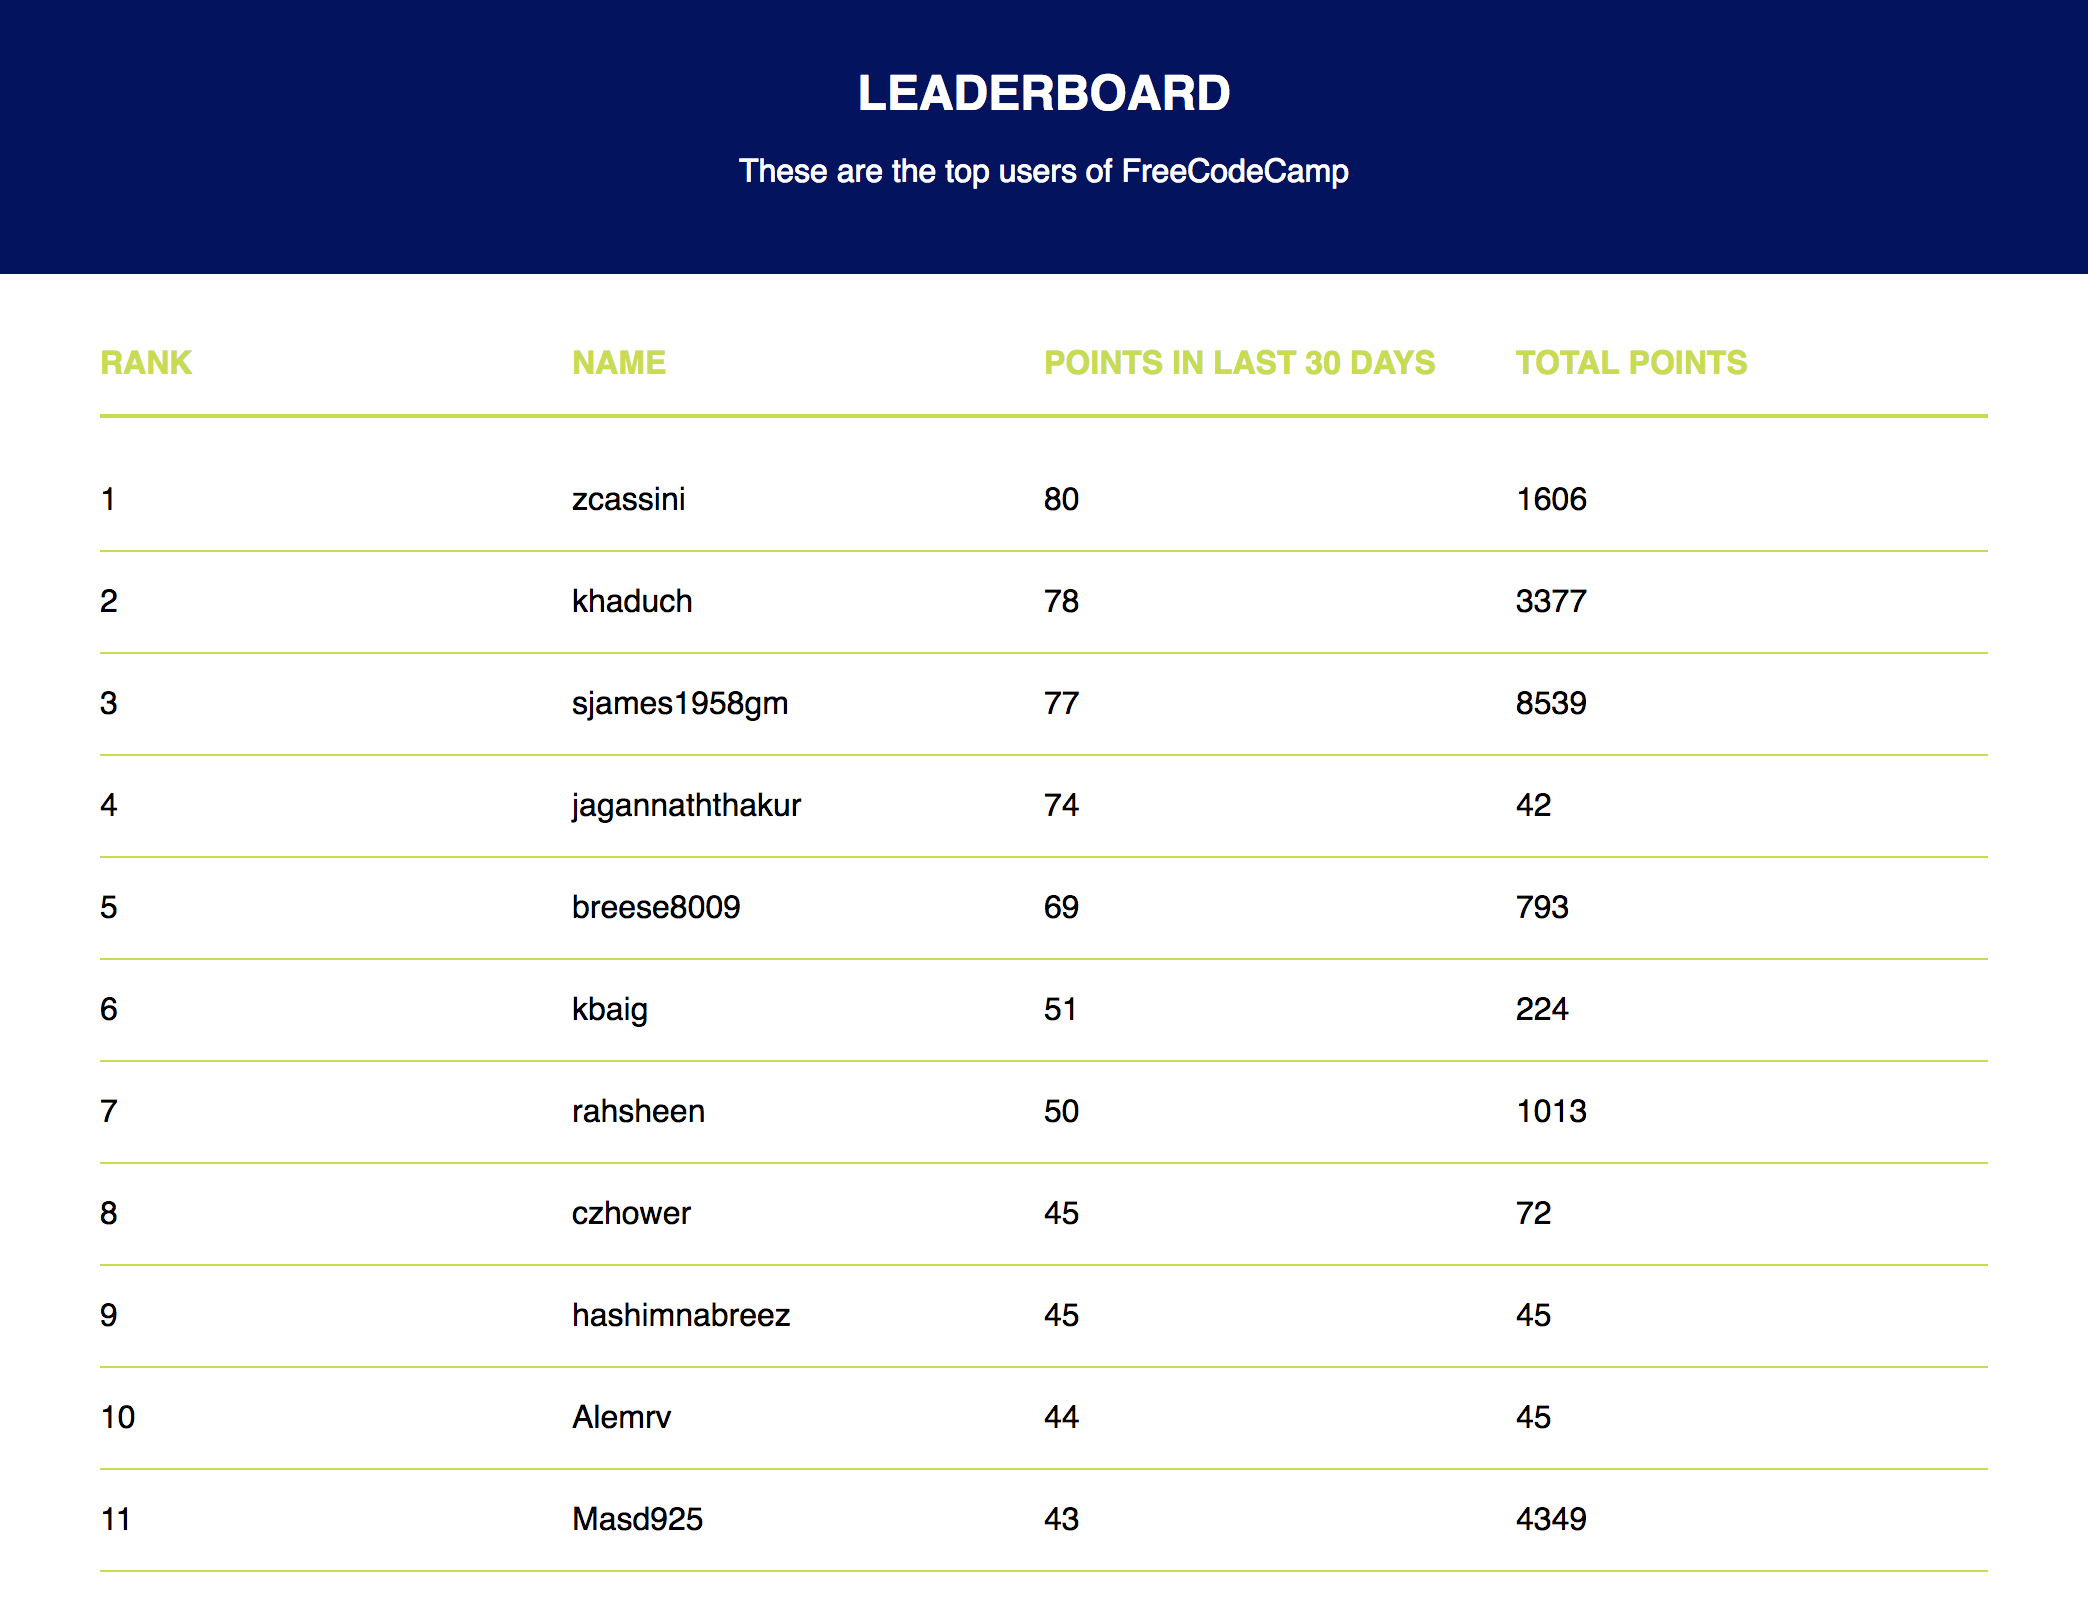 LEADERBOARD
These are the top users of FreeCodeCamp
RANK NAME POINTS IN LAST 30 DAYS TOTAL POINTS
1 zcassini 80 1606
2 khaduch 78 3377
3 sjames1958gm 77 8539
4 jagannaththakur 74 42
5 breese8009 69 793
6 kbaig 51 224
7 rahsheen 50 1013
8 czhower 45 72
9 hashimnabreez 45 45
10 Alemrv 44 45
11 Masd925 43 4349